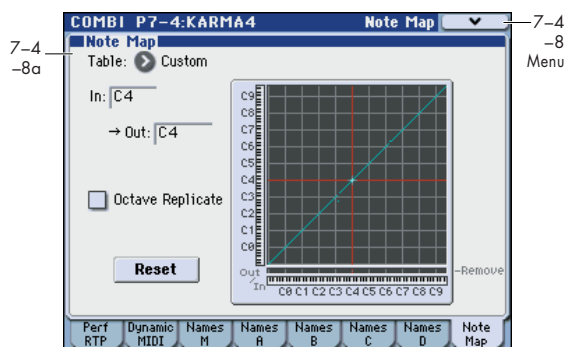 COMBI P7-4:KARMA4 Note Map
7-4
-8
Menu
7-4
-8a
Note Map
Table: Custom
In: C4
→ Out: C4
Octave Replicate
Reset
C9
C8
C7
C6
C5
C4
C3
C2
C1
C0
Out
/In
-Remove
C0 C1 C2 C3 C4 C5 C6 C7 C8 C9
Perf RTP
Dynamic MIDI
Names M
Names A
Names B
Names C
Names D
Note Map